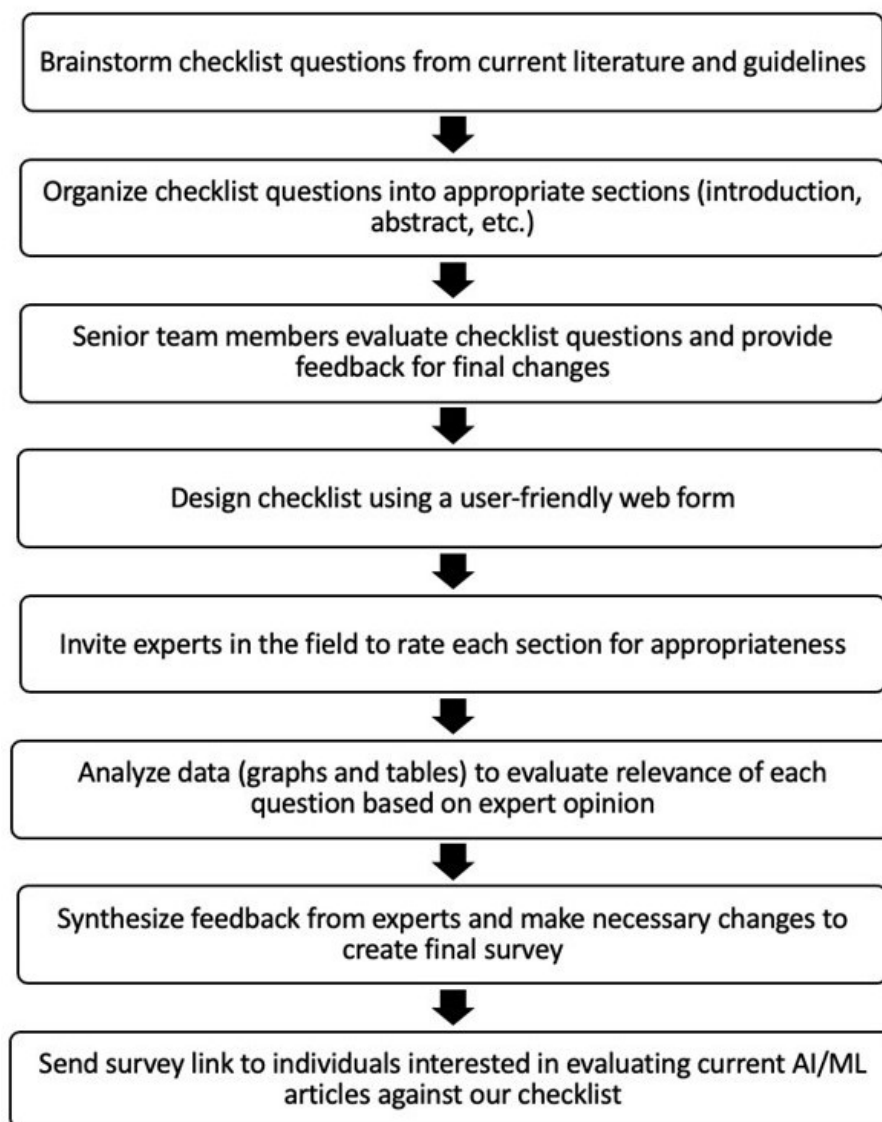 Brainstorm checklist questions from current literature and guidelines
Organize checklist questions into appropriate sections (introduction,
abstract, etc.)
Senior team members evaluate checklist questions and provide
feedback for final changes
Design checklist using a user-friendly web form
Invite experts in the field to rate each section for appropriateness
Analyze data (graphs and tables) to evaluate relevance of each
question based on expert opinion
Synthesize feedback from experts and make necessary changes to
create final survey
Send survey link to individuals interested in evaluating current AI/ML
articles against our checklist